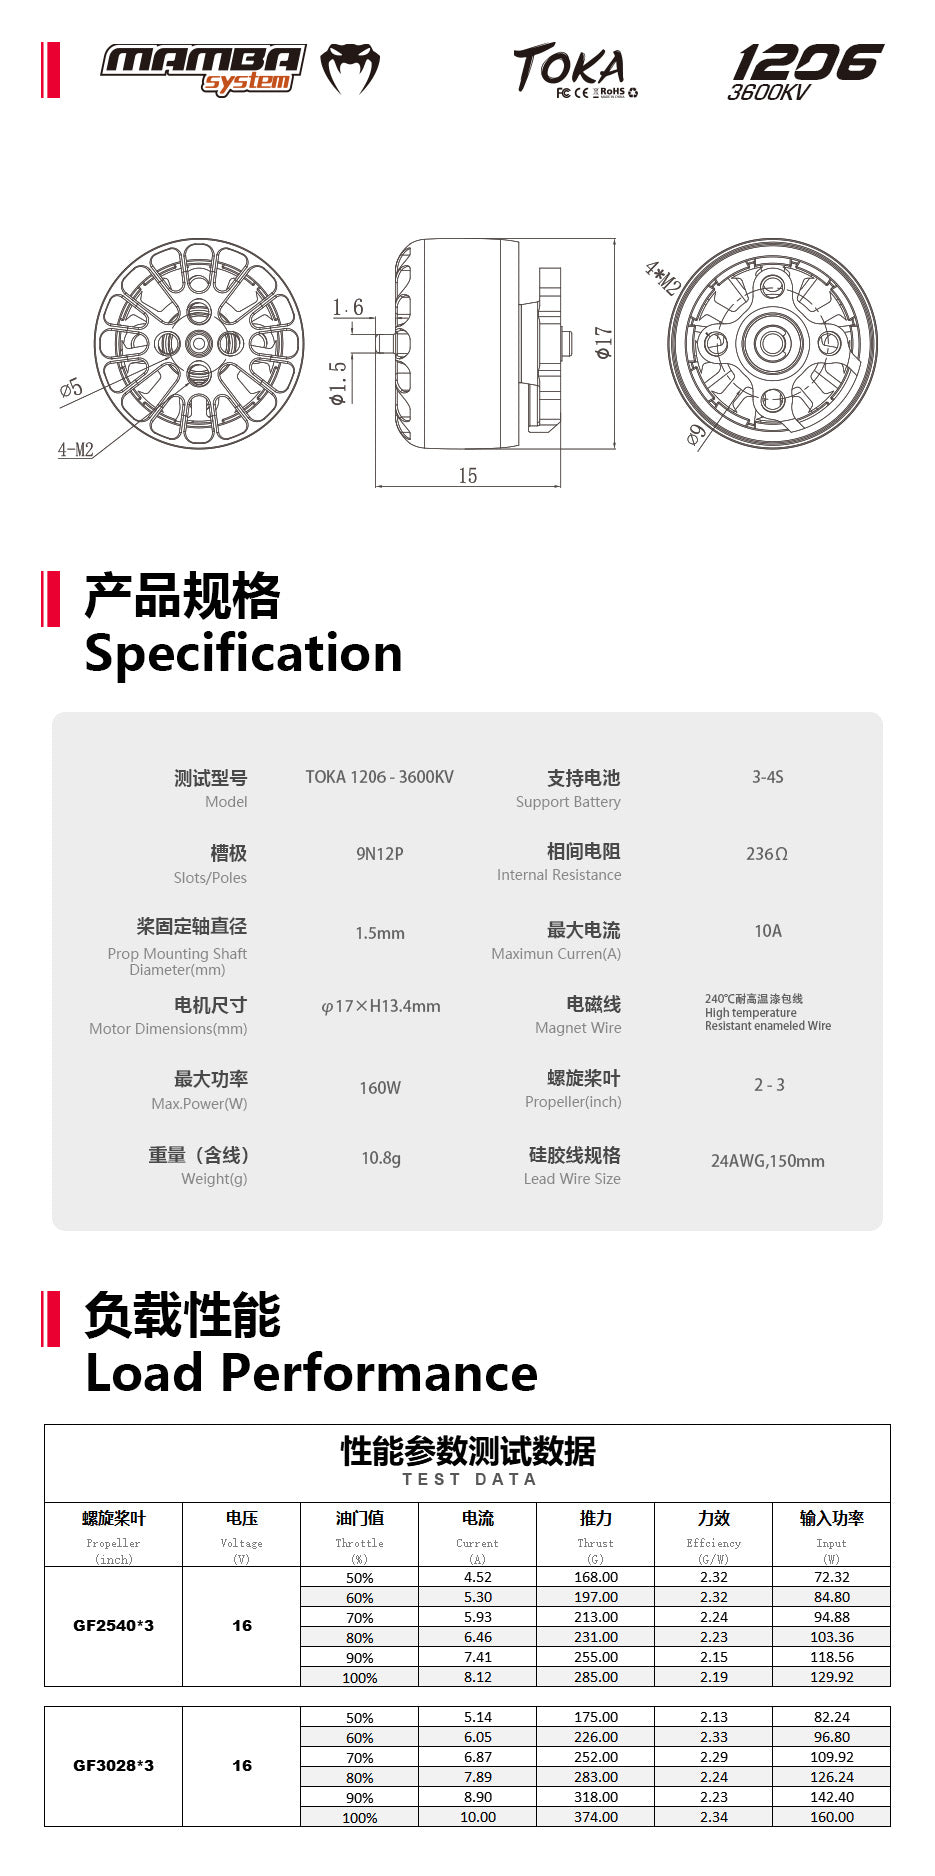 MAMBA
system
TOKA
FC CE RoHS
1206
3600KV
1.6
4*M2
φ17
φ1.5
⌀5
4-M2
⌀9
15
产品规格
Specification
测试型号 TOKA 1206 - 3600KV 支持电池 3-4S
Model Support Battery
槽极 9N12P 相间电阻 236Ω
Slots/Poles Internal Resistance
桨固定轴直径 1.5mm 最大电流 10A
Prop Mounting Shaft Maximun Curren(A)
Diameter(mm)
电机尺寸 φ17×H13.4mm 电磁线 240℃耐高温漆包线
Motor Dimensions(mm) Magnet Wire High temperature
Resistant enameled Wire
最大功率 160W 螺旋桨叶 2 - 3
Max.Power(W) Propeller(inch)
重量（含线） 10.8g 硅胶线规格 24AWG,150mm
Weight(g) Lead Wire Size
负载性能
Load Performance
性能参数测试数据
TEST DATA
螺旋桨叶 电压 油门值 电流 推力 力效 输入功率
Propeller Voltage Throttle Current Thrust Effciency Input
(inch) (V) (%) (A) (G) (G/W) (W)
50% 4.52 168.00 2.32 72.32
60% 5.30 197.00 2.32 84.80
70% 5.93 213.00 2.24 94.88
GF2540*3 16
80% 6.46 231.00 2.23 103.36
90% 7.41 255.00 2.15 118.56
100% 8.12 285.00 2.19 129.92
50% 5.14 175.00 2.13 82.24
60% 6.05 226.00 2.33 96.80
70% 6.87 252.00 2.29 109.92
GF3028*3 16
80% 7.89 283.00 2.24 126.24
90% 8.90 318.00 2.23 142.40
100% 10.00 374.00 2.34 160.00